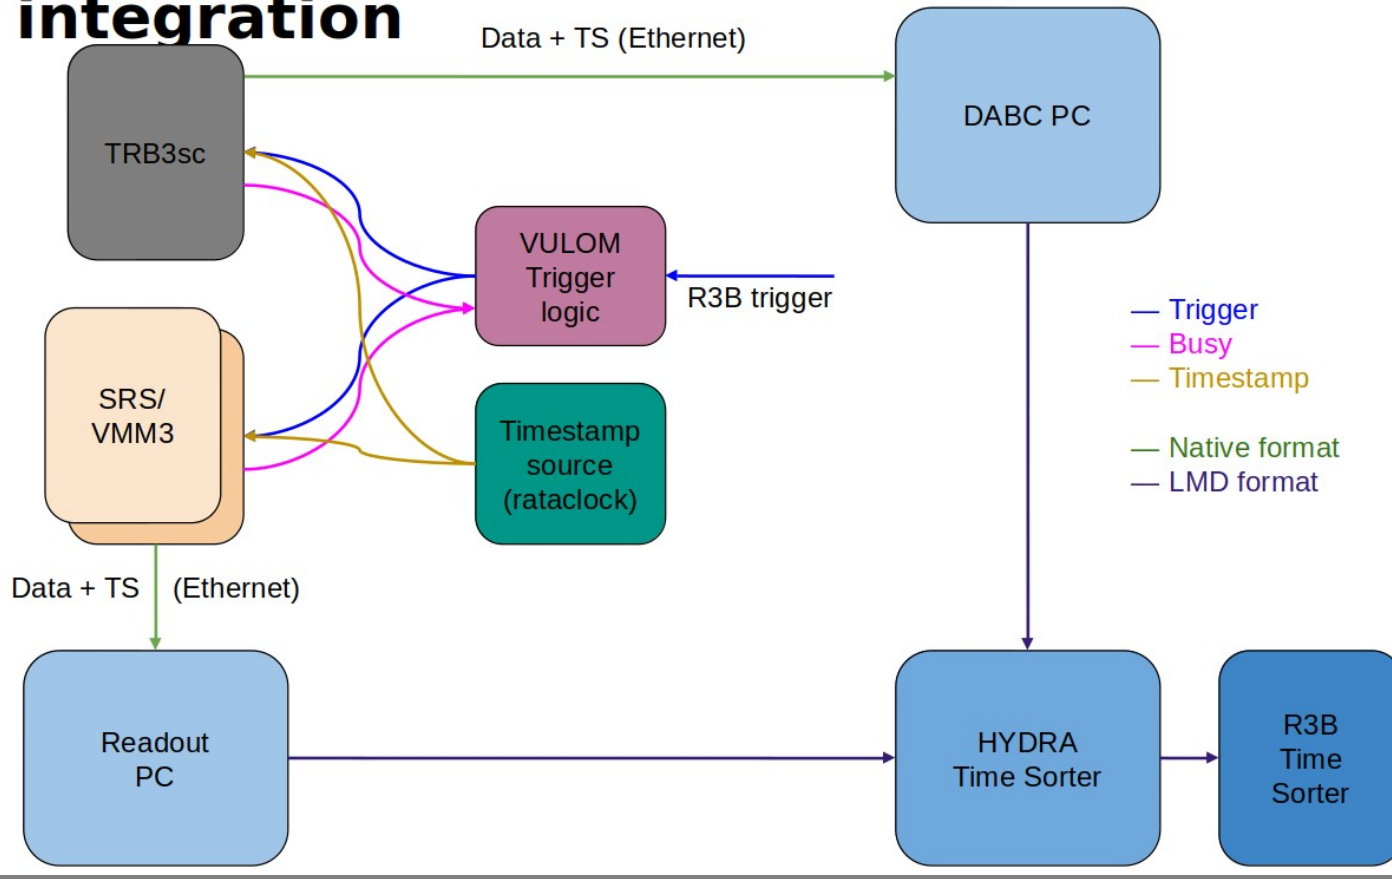 integration
Data + TS (Ethernet)
TRB3sc
DABC PC
VULOM
Trigger
logic
R3B trigger
SRS/
VMM3
Timestamp
source
(rataclock)
— Trigger
— Busy
— Timestamp
— Native format
— LMD format
Data + TS (Ethernet)
Readout
PC
HYDRA
Time Sorter
R3B
Time
Sorter